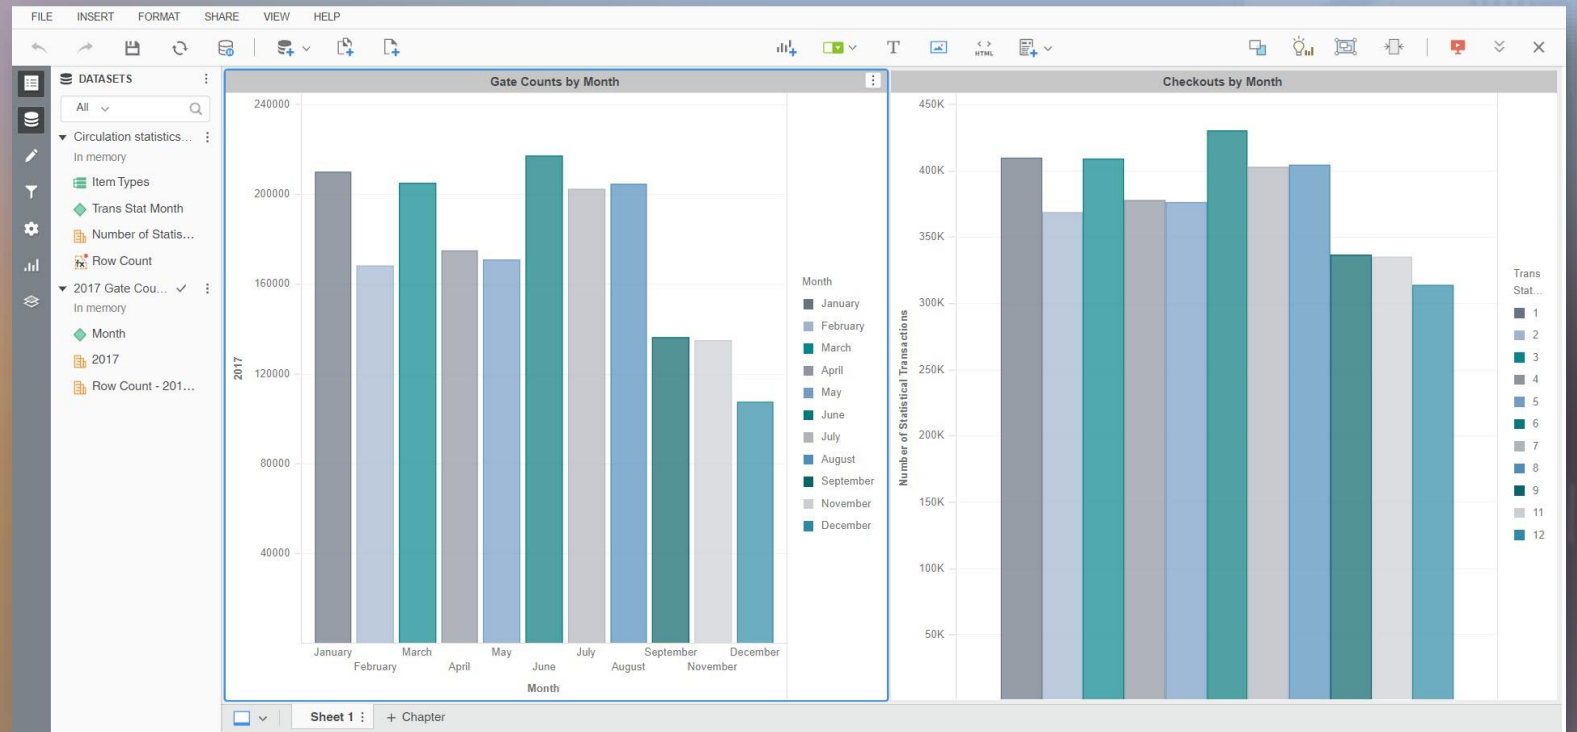 FILE INSERT FORMAT SHARE VIEW HELP
T
HTML
DATASETS
All
Circulation statistics...
In memory
Item Types
Trans Stat Month
Number of Statis...
fx Row Count
2017 Gate Cou...
In memory
Month
2017
Row Count - 201...
Gate Counts by Month
240000
200000
160000
120000
80000
40000
2017
January
February
March
April
May
June
July
August
September
November
December
Month
Month
January
February
March
April
May
June
July
August
September
November
December
Checkouts by Month
450K
400K
350K
300K
250K
200K
150K
100K
50K
Number of Statistical Transactions
Trans
Stat...
1
2
3
4
5
6
7
8
9
11
12
Sheet 1
+ Chapter